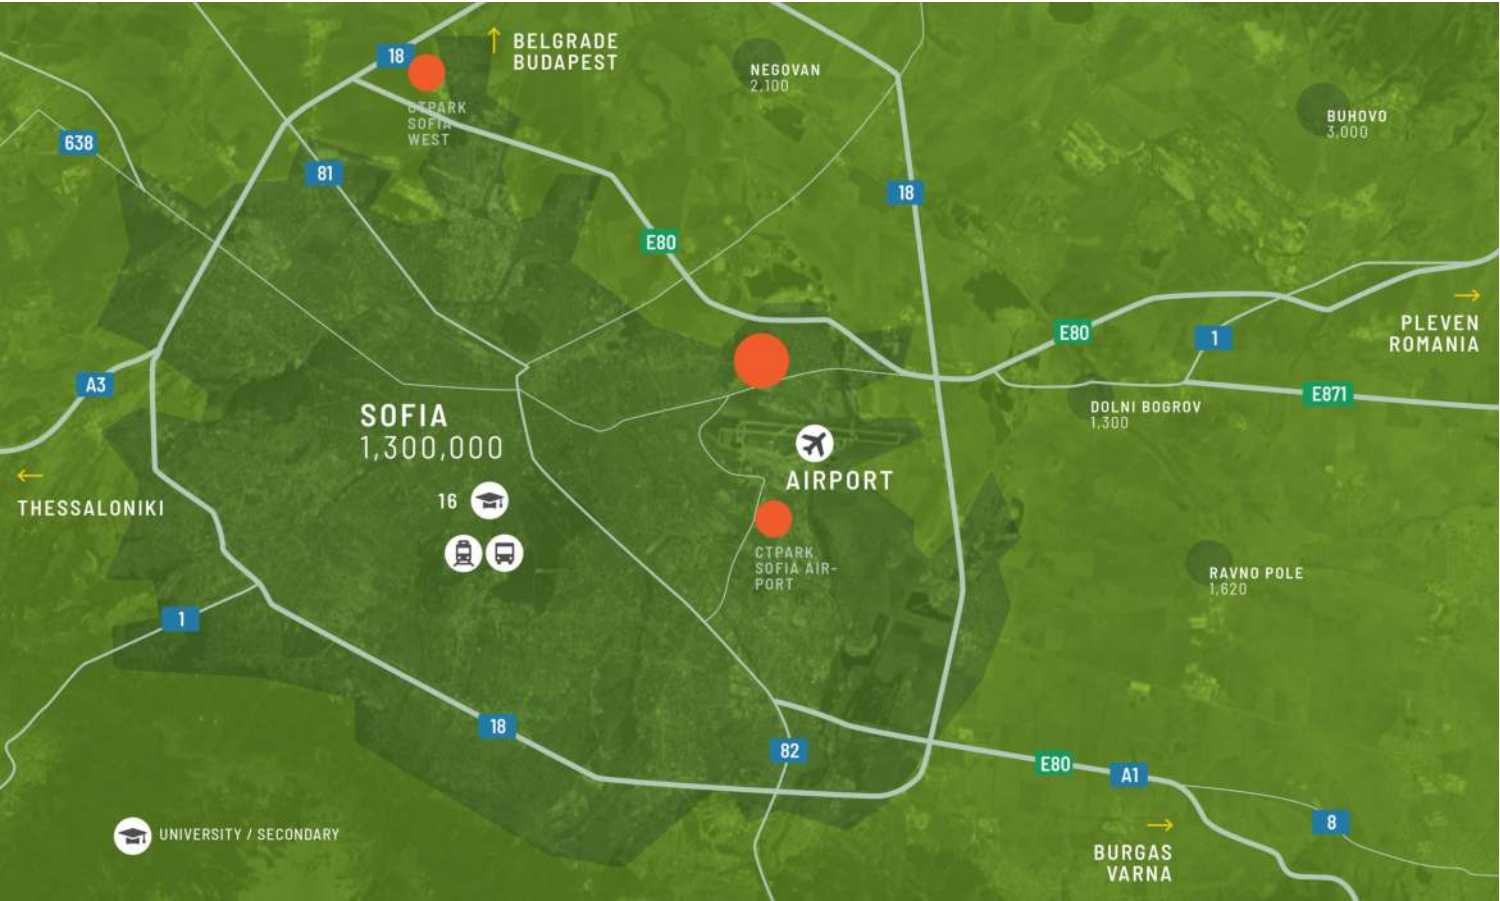 18
BELGRADE
BUDAPEST
NEGOVAN
2,100
BUHOVO
3,000
CTPARK
SOFIA
WEST
638
81
18
E80
PLEVEN
ROMANIA
E80
1
A3
E871
SOFIA
1,300,000
DOLNI BOGROV
1,300
THESSALONIKI
16
AIRPORT
CTPARK
SOFIA AIR-
PORT
RAVNO POLE
1,620
1
18
82
E80
A1
8
UNIVERSITY / SECONDARY
BURGAS
VARNA